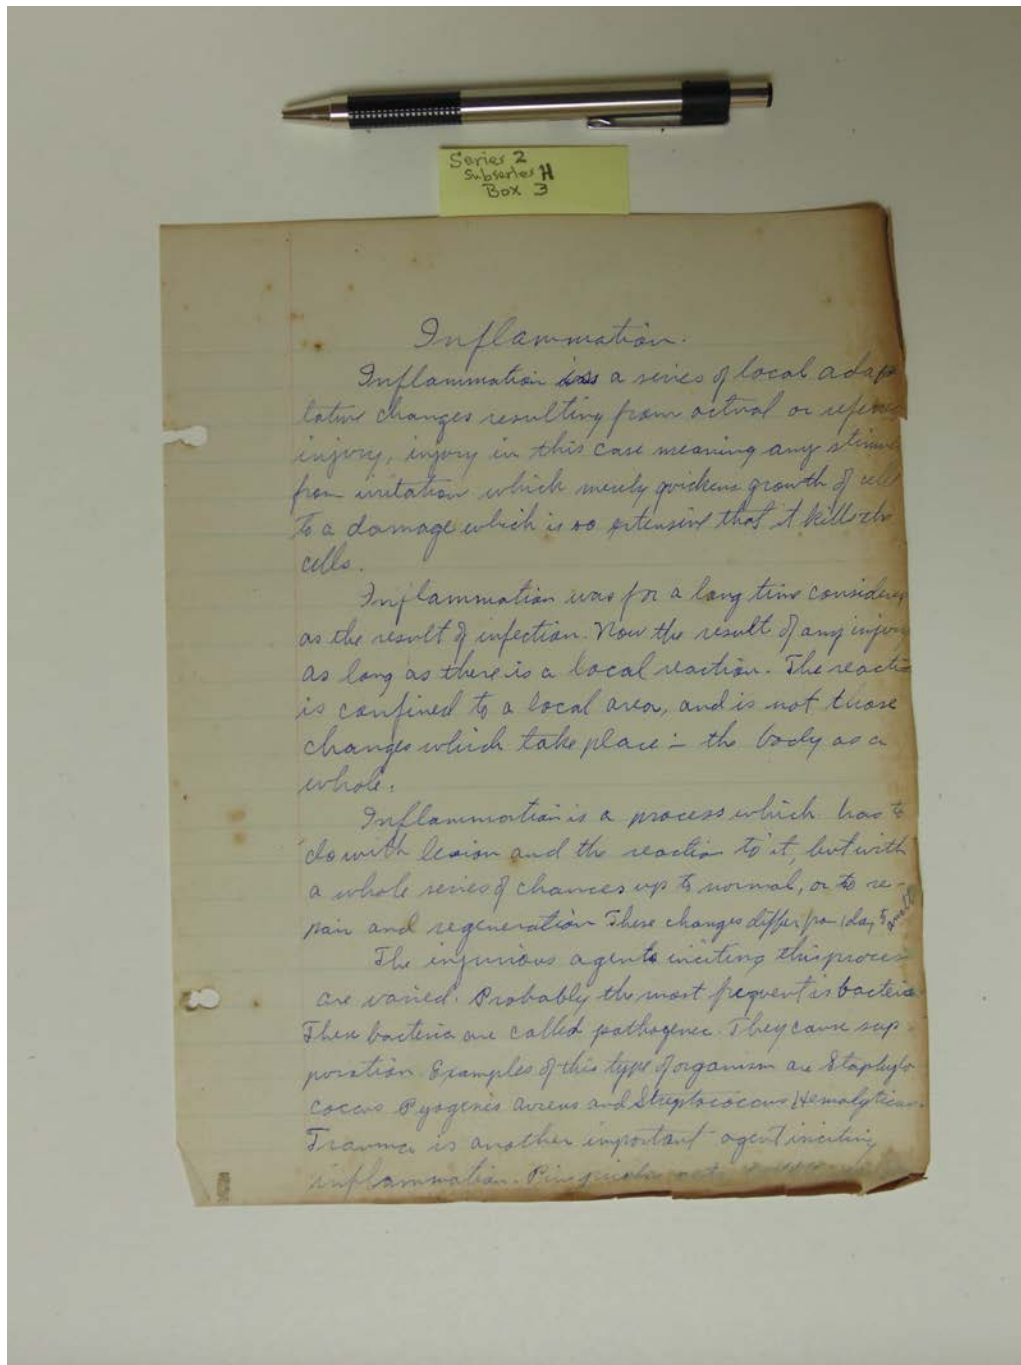 Series 2
Subseries H
Box 3
Inflammation.
Inflammation is a series of local adap
tative changes resulting from actual or
injury, injury in this case meaning any
from irritation which merely quickens growth of cell
to a damage which is so extensive that it kills the
cells.
Inflammation was for a long time considered
as the result of infection. Now the result of any injury
as long as there is a local reaction. The reactio
is confined to a local area, and is not those
changes which take place - the body as a
whole.
Inflammation is a process which has to
do with lesion and the reaction to it, but with
a whole series of chances up to normal, or to re-
pair and regeneration These changes differ from 1 day to
The injurious agents inciting this proces
are varied. Probably the most frequent is bacteria
These bacteria are called pathogenic. They cause sup
poration Examples of this type of organism are Staphylo
coccus Pyogenes aureus and Streptococcus Hemolyticus.
Trauma is another important agent inciting
inflammation.